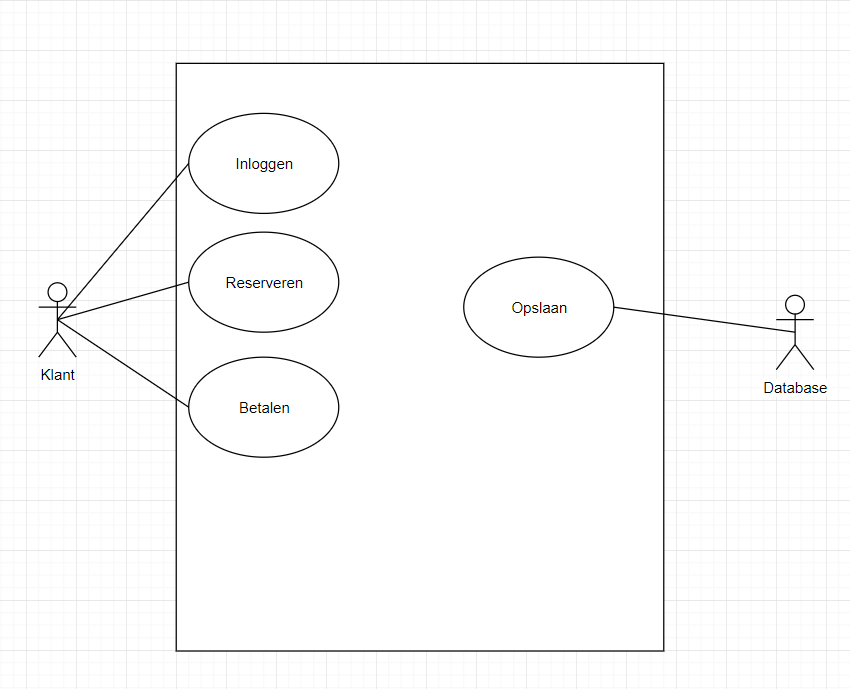 Inloggen
Reserveren
Opslaan
Klant
Database
Betalen